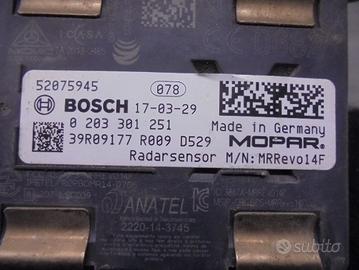 ICASA
52075945
078
BOSCH 17-03-29
0 203 301 251
Made in Germany
39R09177 R009 D529
MOPAR
Radarsensor M/N: MRRevo14F
ANATEL
2220-14-3745
subito